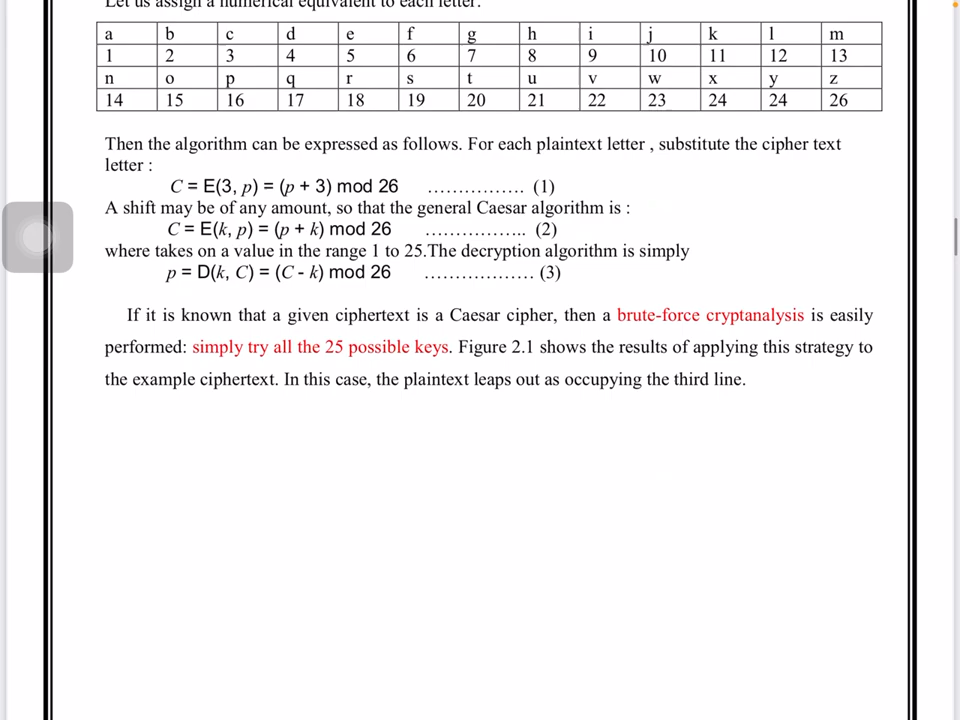 Let us assign a numerical equivalent to each letter:
a b c d e f g h i j k l m
1 2 3 4 5 6 7 8 9 10 11 12 13
n o p q r s t u v w x y z
14 15 16 17 18 19 20 21 22 23 24 24 26
Then the algorithm can be expressed as follows. For each plaintext letter , substitute the cipher text
letter :
C = E(3, p) = (p + 3) mod 26 ……………. (1)
A shift may be of any amount, so that the general Caesar algorithm is :
C = E(k, p) = (p + k) mod 26 …………….. (2)
where takes on a value in the range 1 to 25.The decryption algorithm is simply
p = D(k, C) = (C - k) mod 26 ……………… (3)
If it is known that a given ciphertext is a Caesar cipher, then a brute-force cryptanalysis is easily
performed: simply try all the 25 possible keys. Figure 2.1 shows the results of applying this strategy to
the example ciphertext. In this case, the plaintext leaps out as occupying the third line.